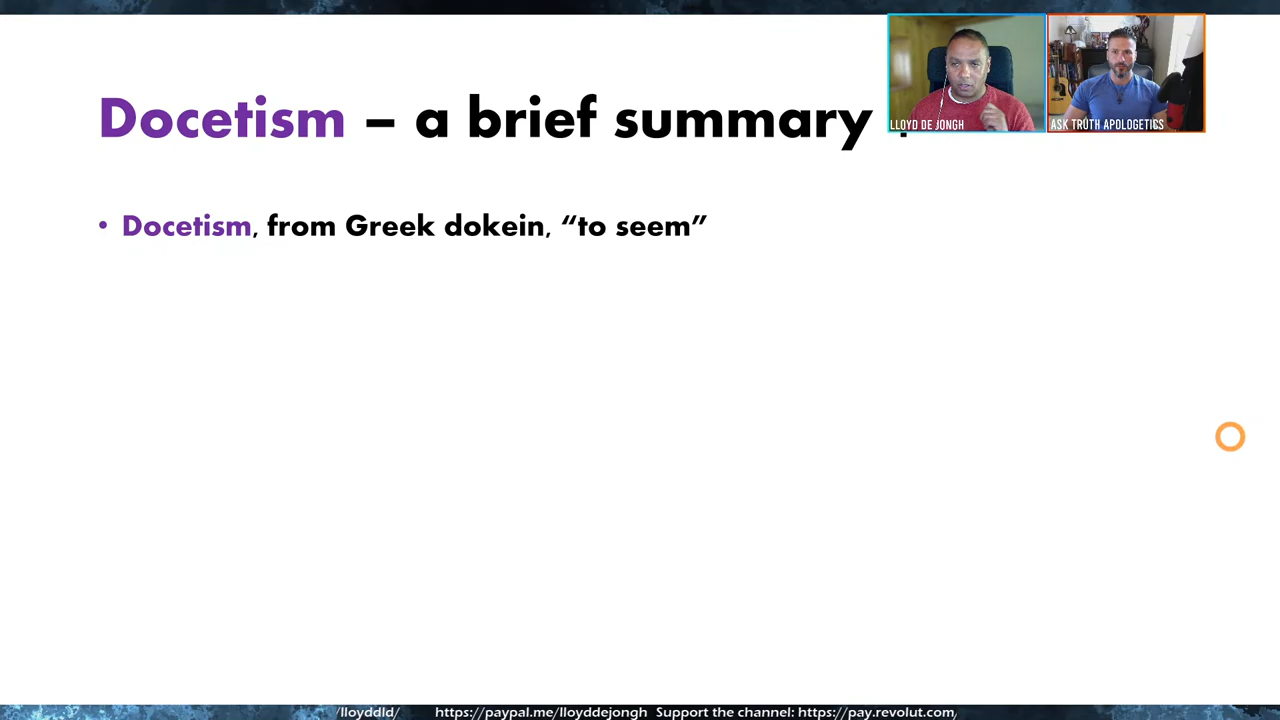 Docetism – a brief summary
LLOYD DE JONGH
ASK TRUTH APOLOGETICS
• Docetism, from Greek dokein, “to seem”
/lloyddld/ https://paypal.me/lloyddejongh Support the channel: https://pay.revolut.com/